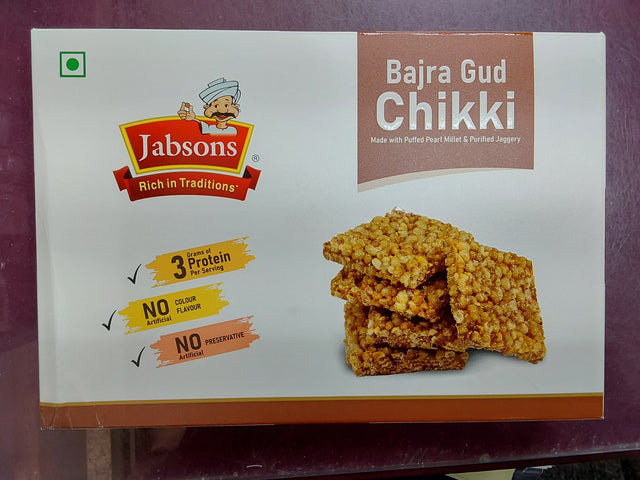 Bajra Gud
Chikki
Made with Puffed Pearl Millet & Purified Jaggery
Jabsons
®
Rich in Traditions
3 Grams of
Protein
Per Serving
NO COLOUR
Artificial FLAVOUR
NO PRESERVATIVE
Artificial